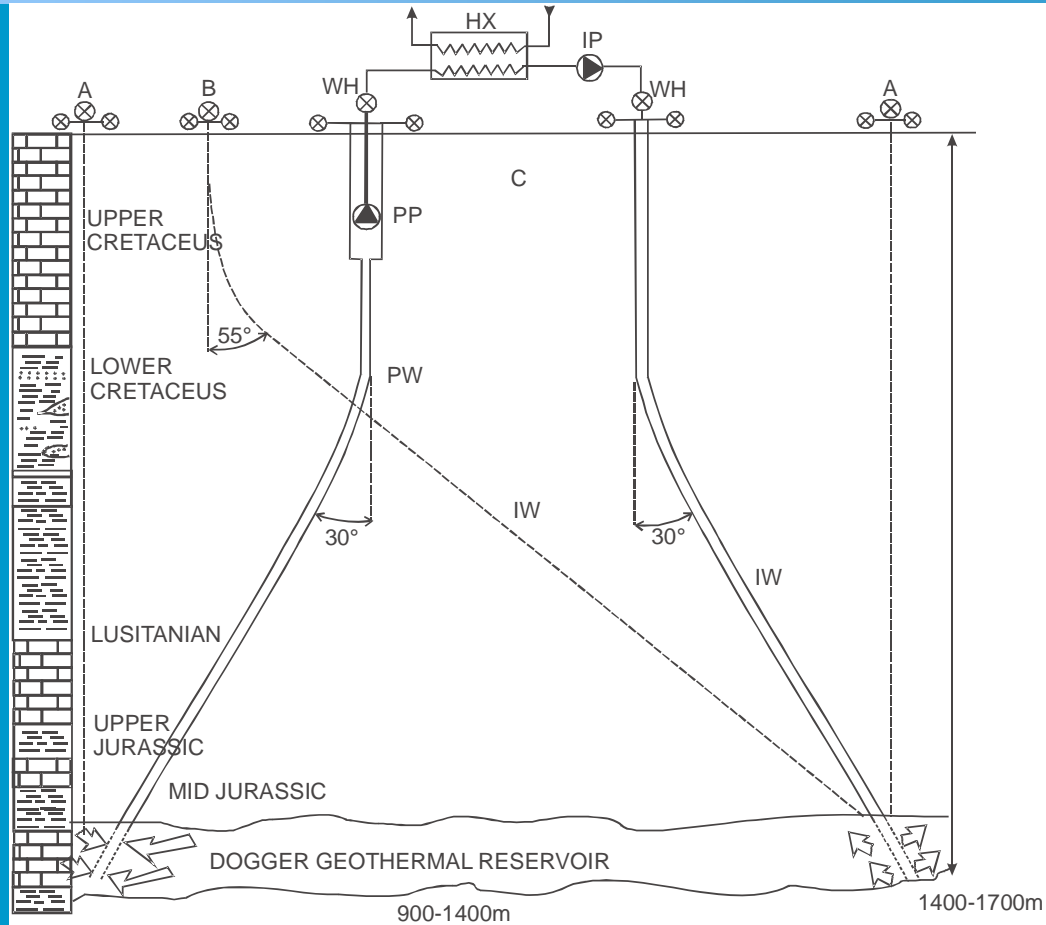 HX
IP
WH
WH
A
B
A
C
PP
UPPER
CRETACEUS
55°
LOWER
CRETACEUS
PW
IW
30°
30°
IW
LUSITANIAN
UPPER
JURASSIC
MID JURASSIC
DOGGER GEOTHERMAL RESERVOIR
900-1400m
1400-1700m